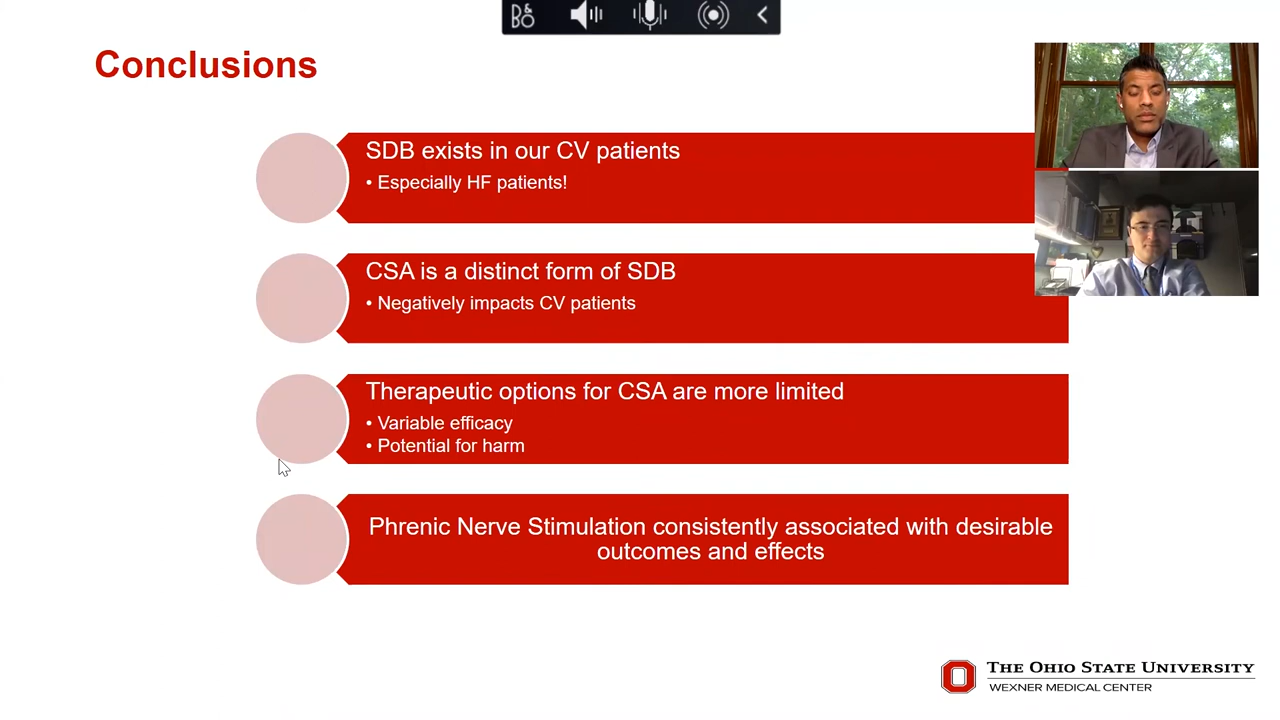 BO
Conclusions
SDB exists in our CV patients
• Especially HF patients!
CSA is a distinct form of SDB
• Negatively impacts CV patients
Therapeutic options for CSA are more limited
• Variable efficacy
• Potential for harm
Phrenic Nerve Stimulation consistently associated with desirable
outcomes and effects
THE OHIO STATE UNIVERSITY
WEXNER MEDICAL CENTER